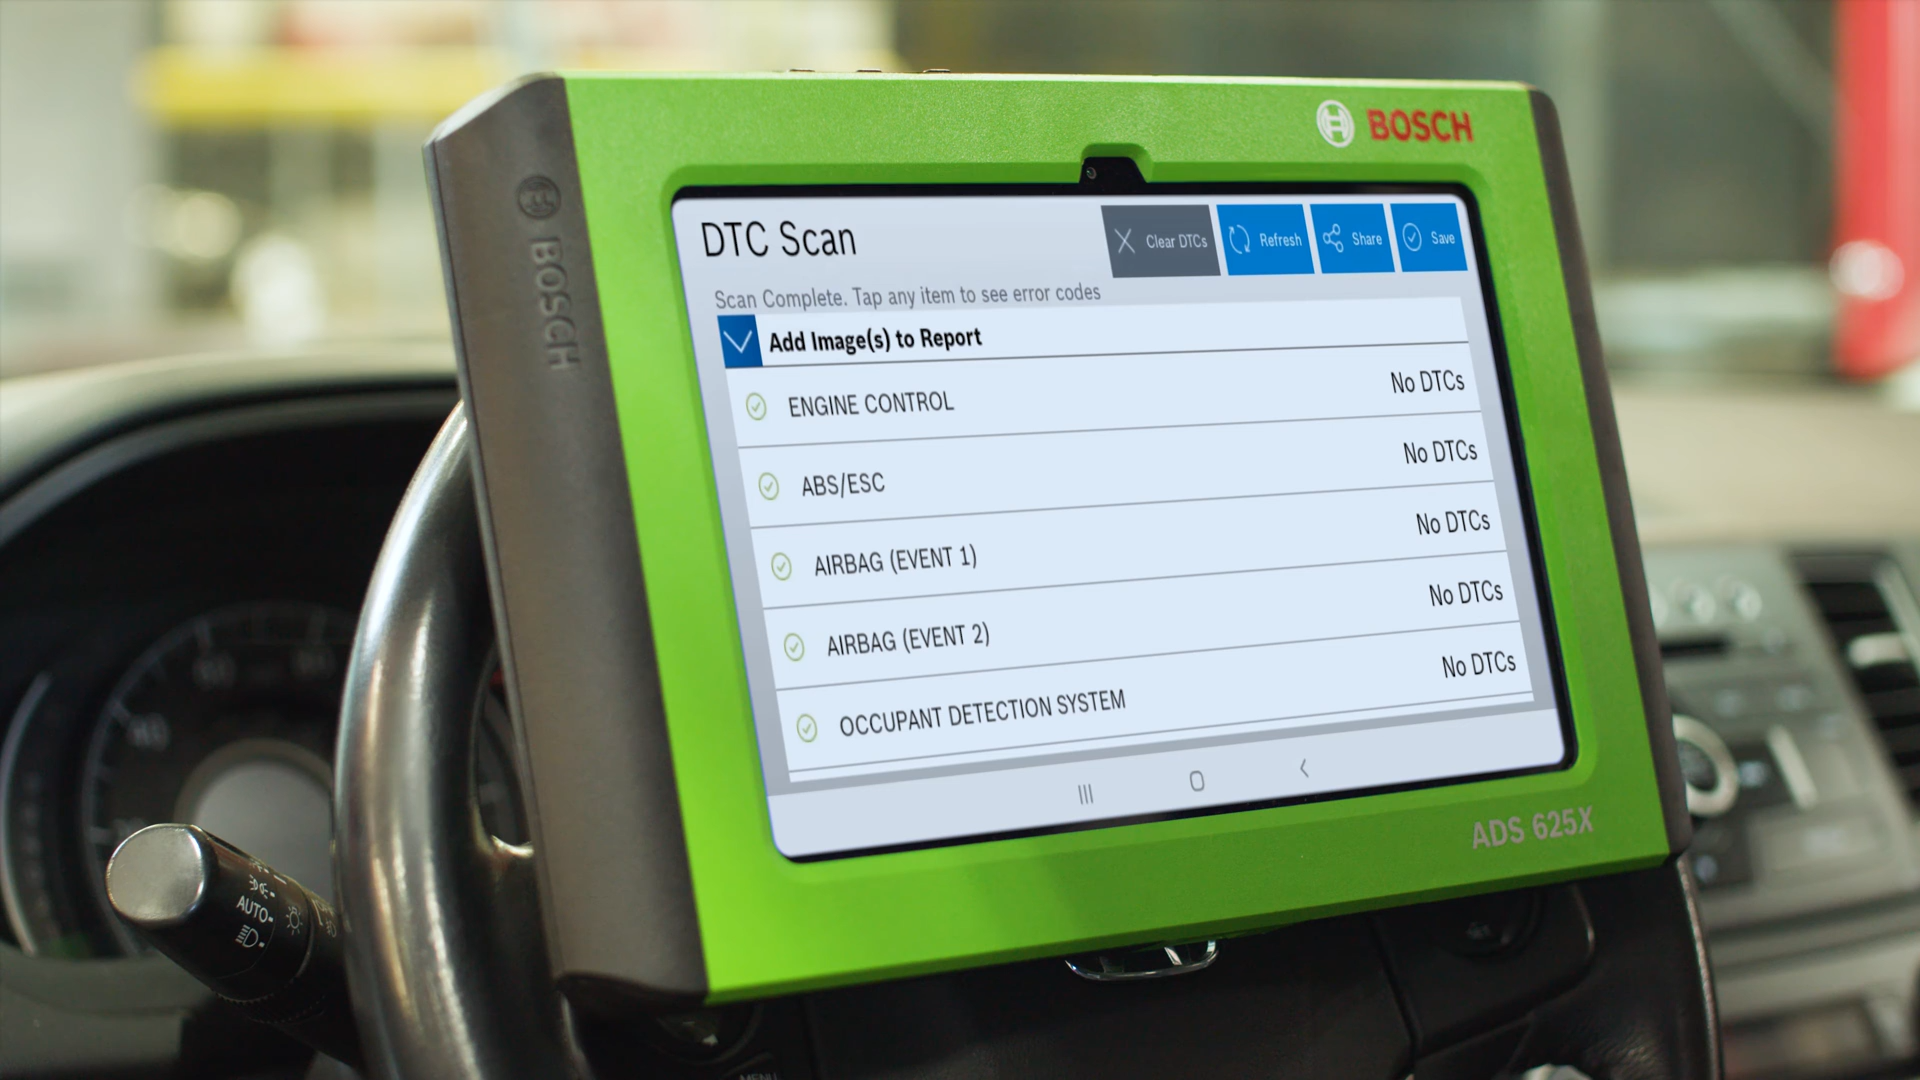 BOSCH
BOSCH
DTC Scan
Clear DTCs
Refresh
Share
Save
Scan Complete. Tap any item to see error codes
Add Image(s) to Report
ENGINE CONTROL No DTCs
ABS/ESC No DTCs
AIRBAG (EVENT 1) No DTCs
AIRBAG (EVENT 2) No DTCs
OCCUPANT DETECTION SYSTEM No DTCs
ADS 625X
AUTO
MENU